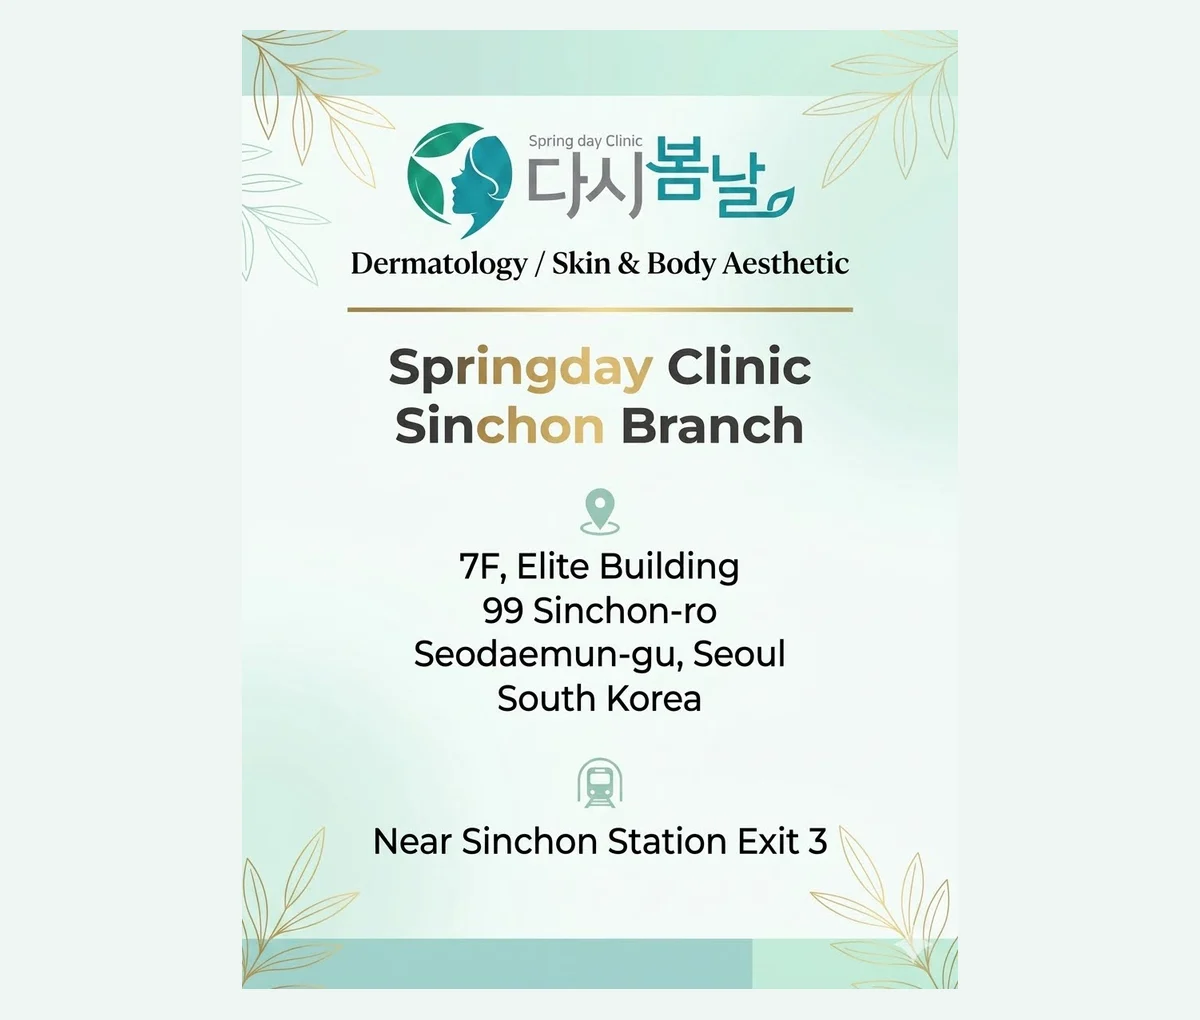 Spring day Clinic
다시봄날
Dermatology / Skin & Body Aesthetic
Springday Clinic
Sinchon Branch
7F, Elite Building
99 Sinchon-ro
Seodaemun-gu, Seoul
South Korea
Near Sinchon Station Exit 3